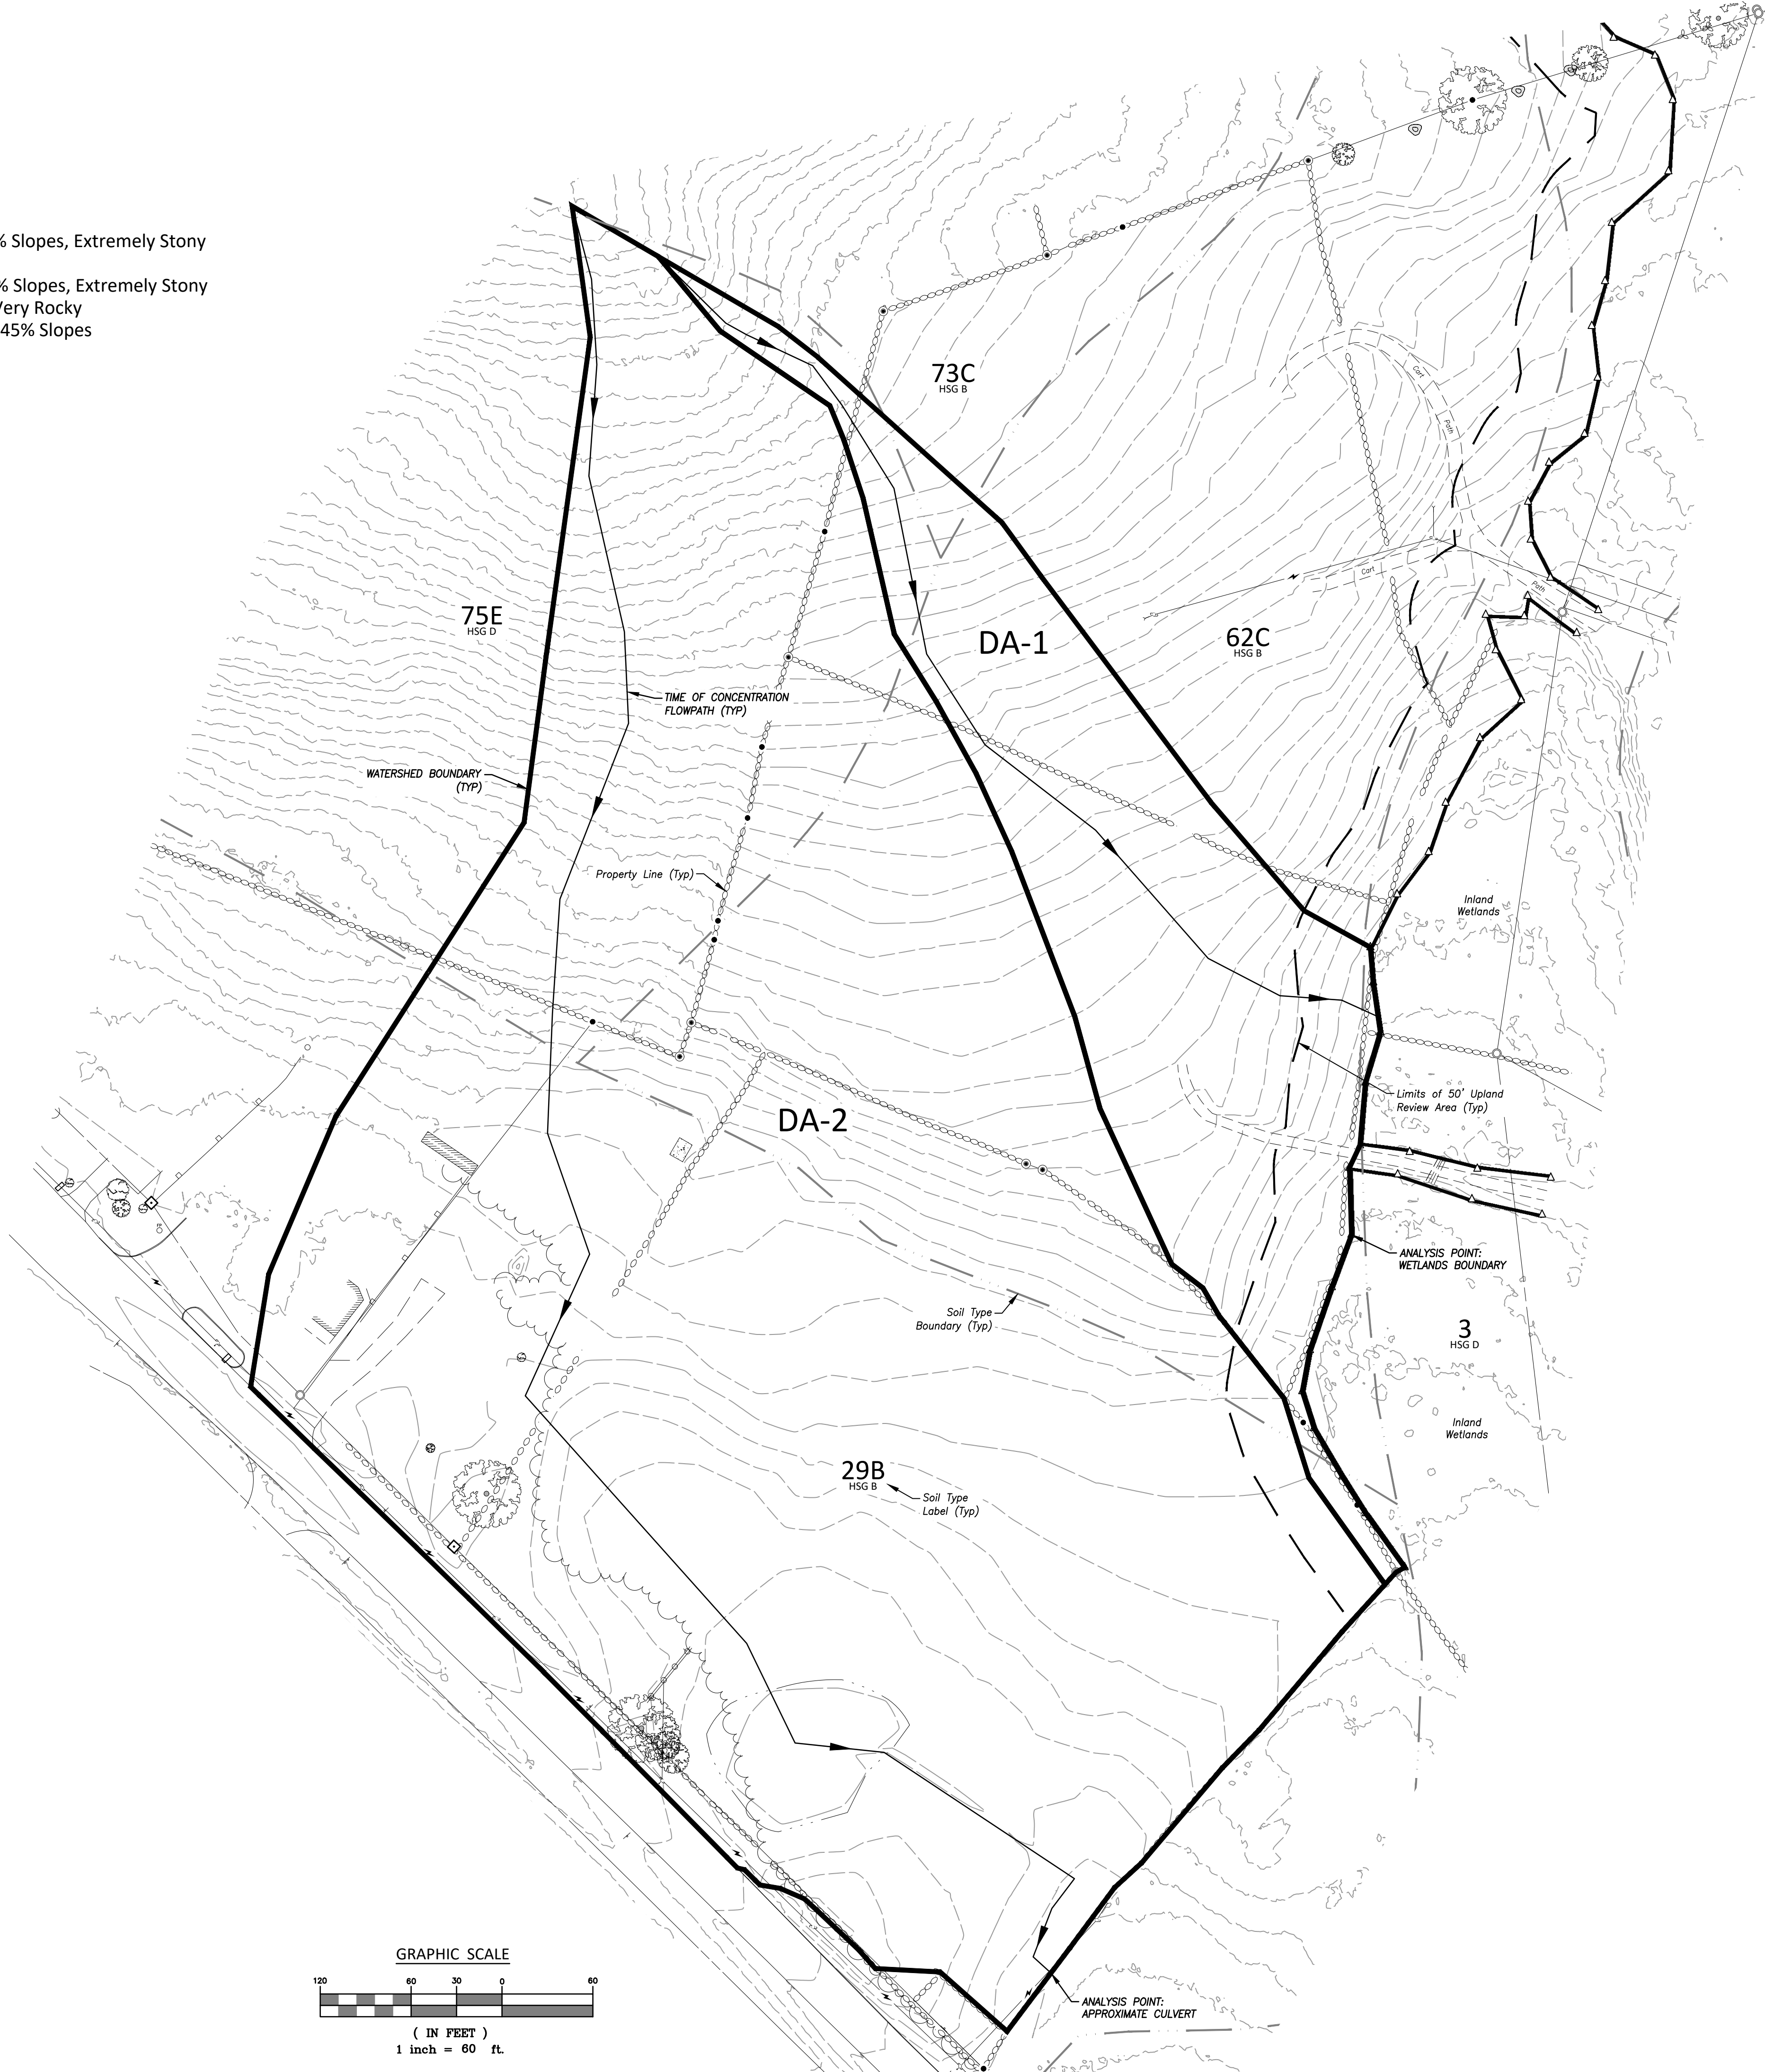 % Slopes, Extremely Stony
% Slopes, Extremely Stony
Very Rocky
45% Slopes
73C
HSG B
Cart
Path
75E
HSG D
DA-1
62C
HSG B
Cart
Path
TIME OF CONCENTRATION
FLOWPATH (TYP)
WATERSHED BOUNDARY
(TYP)
Property Line (Typ)
Inland
Wetlands
Limits of 50' Upland
Review Area (Typ)
DA-2
ANALYSIS POINT:
WETLANDS BOUNDARY
Soil Type
Boundary (Typ)
3
HSG D
Inland
Wetlands
29B
HSG B
Soil Type
Label (Typ)
GRAPHIC SCALE
120 60 30 0 60
( IN FEET )
1 inch = 60 ft.
ANALYSIS POINT:
APPROXIMATE CULVERT